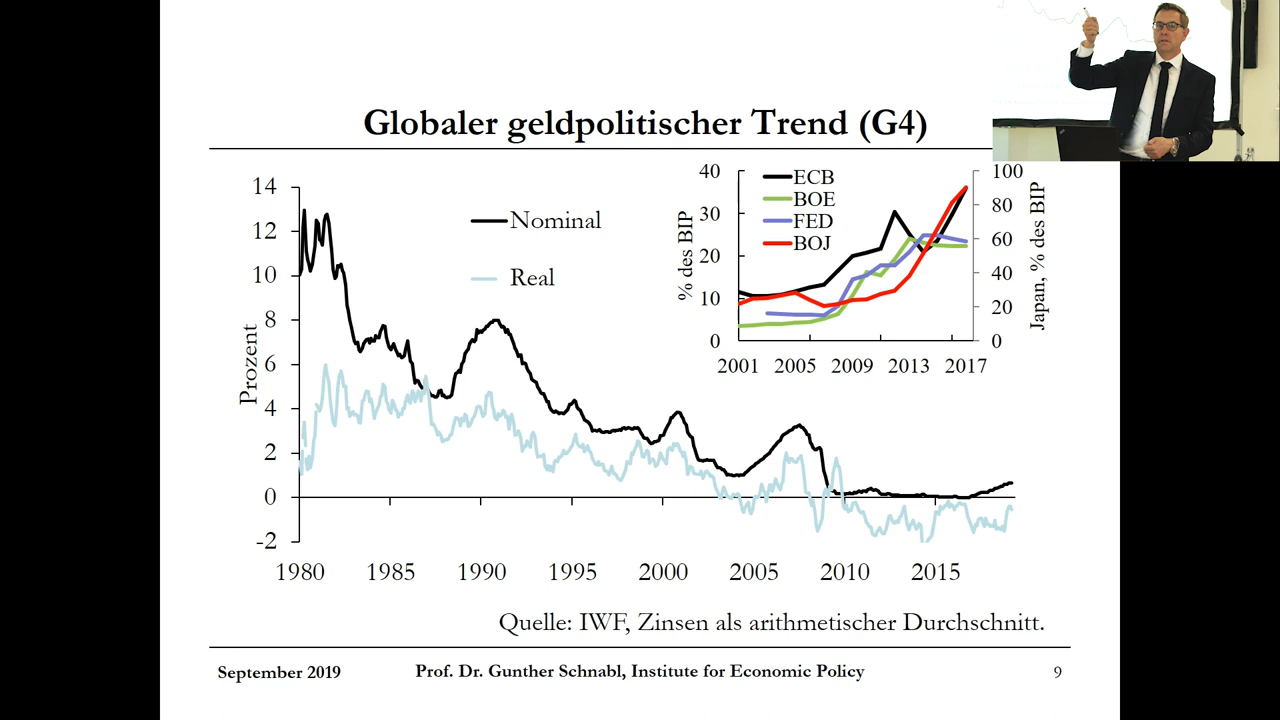 Globaler geldpolitischer Trend (G4)
14
12
10
8
6
4
2
0
-2
Prozent
Nominal
Real
1980
1985
1990
1995
2000
2005
2010
2015
40
30
20
10
0
% des BIP
ECB
BOE
FED
BOJ
100
80
60
40
20
0
Japan, % des BIP
2001
2005
2009
2013
2017
Quelle: IWF, Zinsen als arithmetischer Durchschnitt.
September 2019
Prof. Dr. Gunther Schnabl, Institute for Economic Policy
9